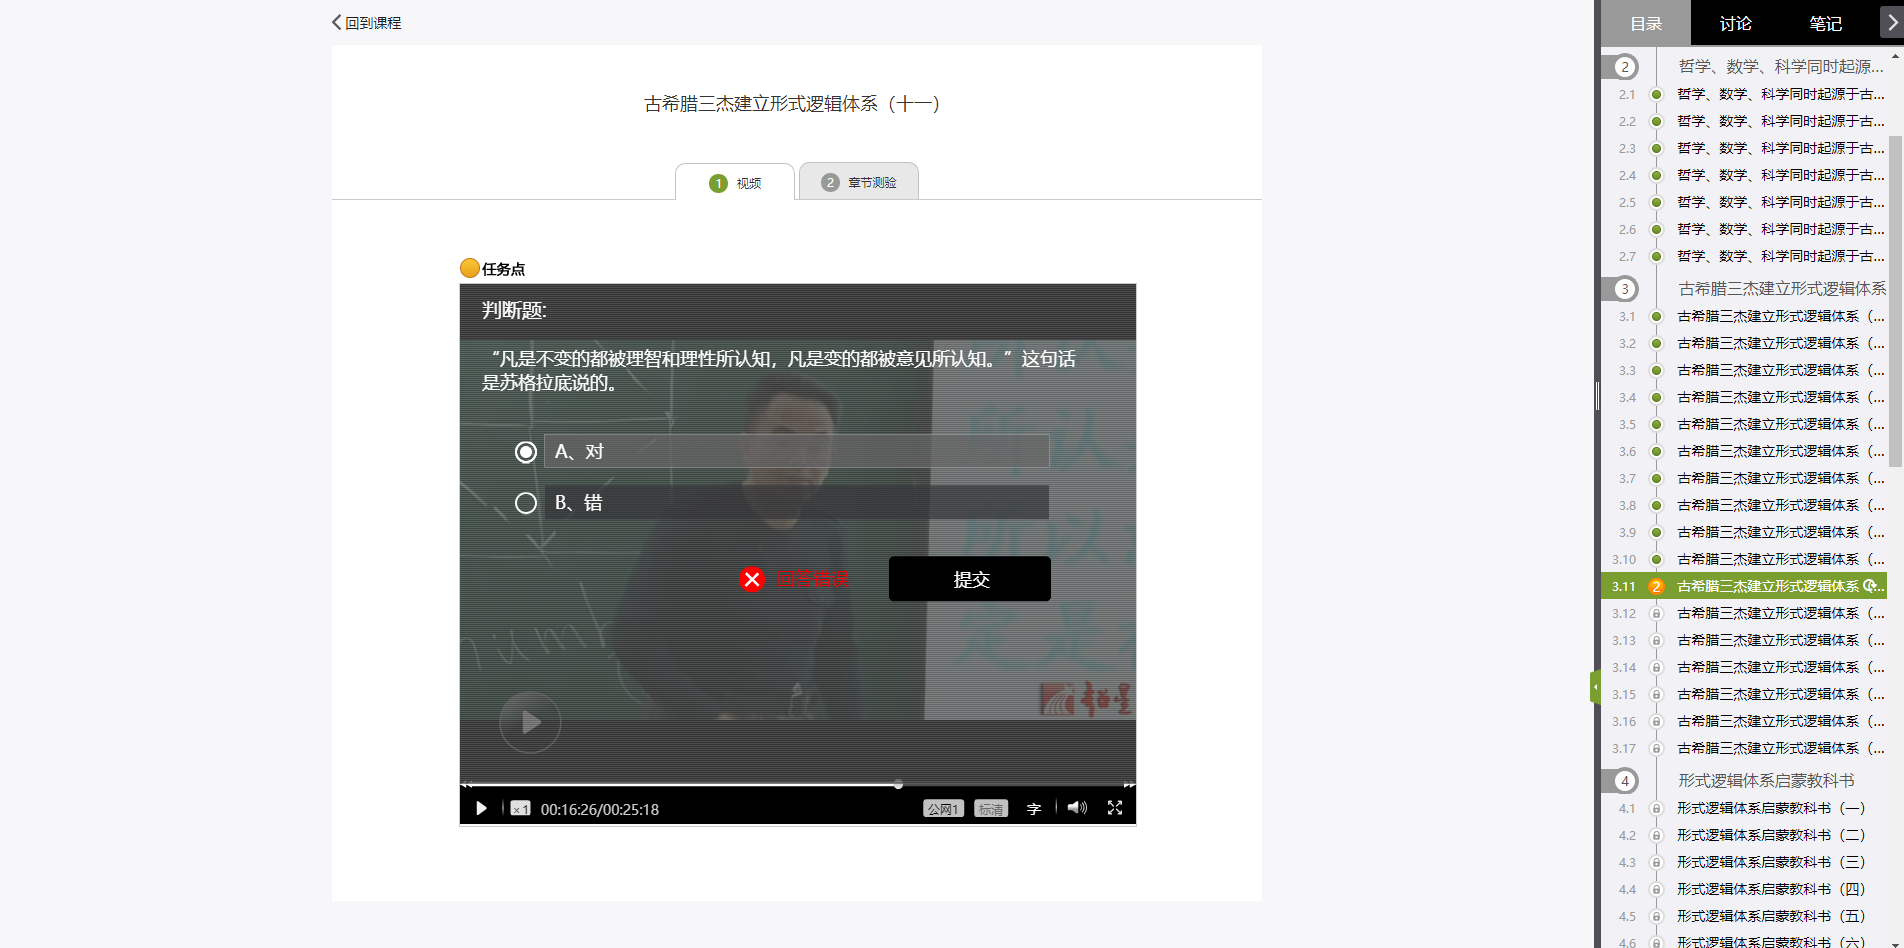 回到课程
古希腊三杰建立形式逻辑体系（十一）
1 视频
2 章节测验
任务点
判断题:
“凡是不变的都被理智和理性所认知，凡是变的都被意见所认知。”这句话
是苏格拉底说的。
A、对
B、错
回答错误
提交
00:16:26/00:25:18
x1
公网1
标清
字
目录
讨论
笔记
2 哲学、数学、科学同时起源...
2.1 哲学、数学、科学同时起源于古...
2.2 哲学、数学、科学同时起源于古...
2.3 哲学、数学、科学同时起源于古...
2.4 哲学、数学、科学同时起源于古...
2.5 哲学、数学、科学同时起源于古...
2.6 哲学、数学、科学同时起源于古...
2.7 哲学、数学、科学同时起源于古...
3 古希腊三杰建立形式逻辑体系
3.1 古希腊三杰建立形式逻辑体系（...
3.2 古希腊三杰建立形式逻辑体系（...
3.3 古希腊三杰建立形式逻辑体系（...
3.4 古希腊三杰建立形式逻辑体系（...
3.5 古希腊三杰建立形式逻辑体系（...
3.6 古希腊三杰建立形式逻辑体系（...
3.7 古希腊三杰建立形式逻辑体系（...
3.8 古希腊三杰建立形式逻辑体系（...
3.9 古希腊三杰建立形式逻辑体系（...
3.10 古希腊三杰建立形式逻辑体系（...
3.11 2 古希腊三杰建立形式逻辑体系 ...
3.12 古希腊三杰建立形式逻辑体系（...
3.13 古希腊三杰建立形式逻辑体系（...
3.14 古希腊三杰建立形式逻辑体系（...
3.15 古希腊三杰建立形式逻辑体系（...
3.16 古希腊三杰建立形式逻辑体系（...
3.17 古希腊三杰建立形式逻辑体系（...
4 形式逻辑体系启蒙教科书
4.1 形式逻辑体系启蒙教科书（一）
4.2 形式逻辑体系启蒙教科书（二）
4.3 形式逻辑体系启蒙教科书（三）
4.4 形式逻辑体系启蒙教科书（四）
4.5 形式逻辑体系启蒙教科书（五）
4.6 形式逻辑体系启蒙教科书（六）